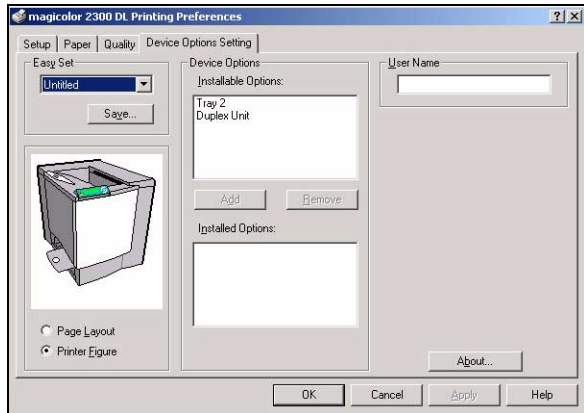 magicolor 2300 DL Printing Preferences
Setup Paper Quality Device Options Setting
Easy Set
Untitled
Save...
Page Layout
Printer Figure
Device Options
Installable Options:
Tray 2
Duplex Unit
Add Remove
Installed Options:
User Name
About...
OK Cancel Apply Help